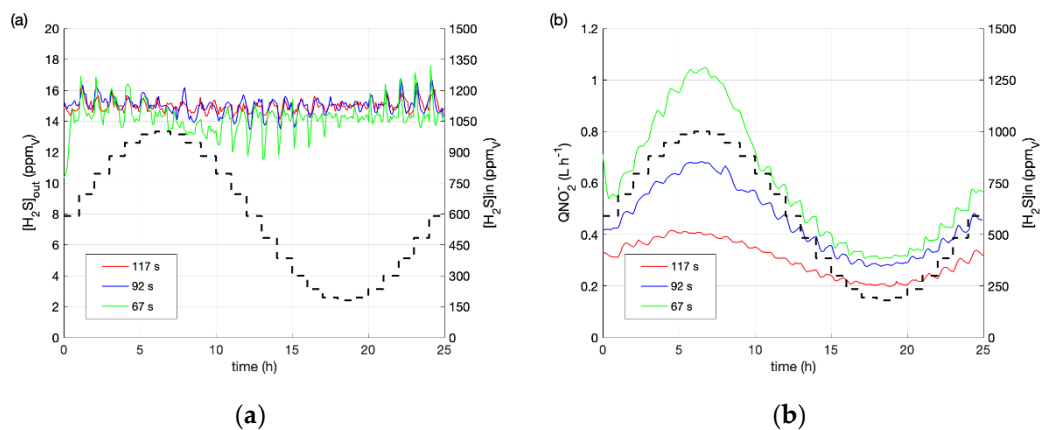 (a)
20
18
16
14
12
10
8
6
4
2
0
[H2S]out (ppmV)
1500
1350
1200
1050
900
750
600
450
300
150
0
[H2S]in (ppmV)
117 s
92 s
67 s
0 5 10 15 20 25
time (h)
(a)
(b)
1.2
1
0.8
0.6
0.4
0.2
0
QNO2- (L h-1)
1500
1250
1000
750
500
250
0
[H2S]in (ppmV)
117 s
92 s
67 s
0 5 10 15 20 25
time (h)
(b)